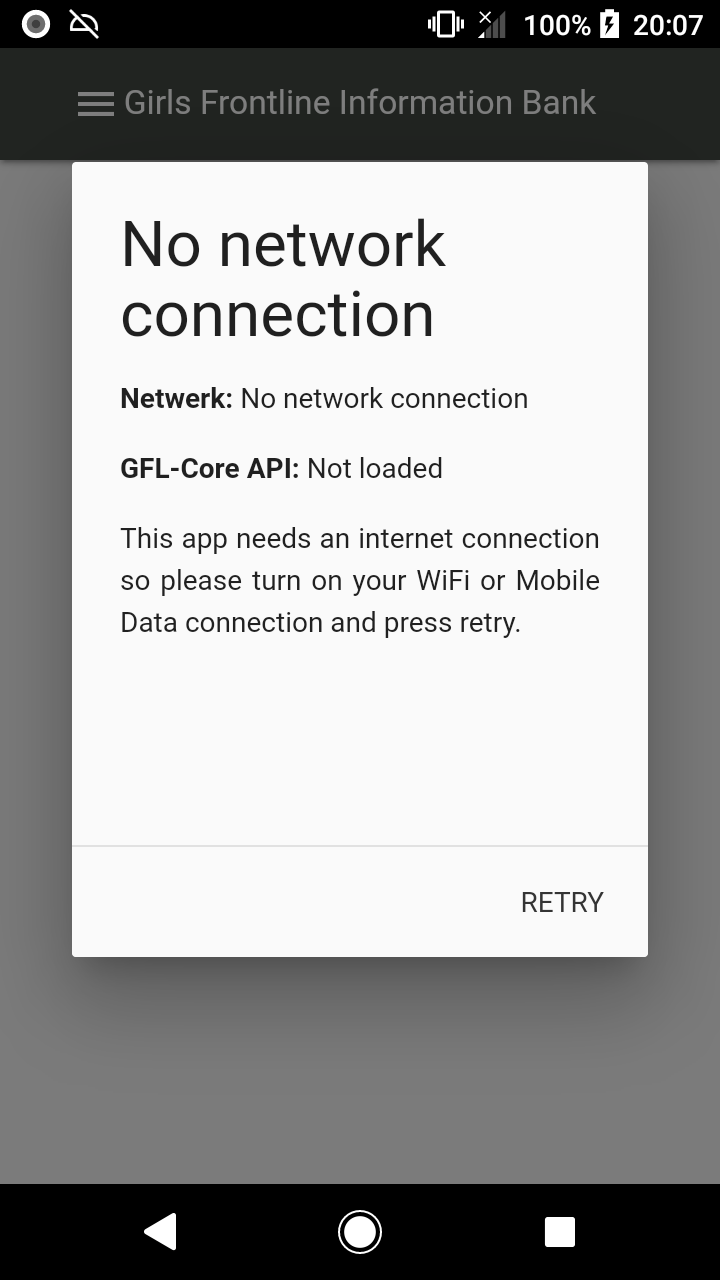 100% 20:07
Girls Frontline Information Bank
No network
connection
Netwerk: No network connection
GFL-Core API: Not loaded
This app needs an internet connection
so please turn on your WiFi or Mobile
Data connection and press retry.
RETRY